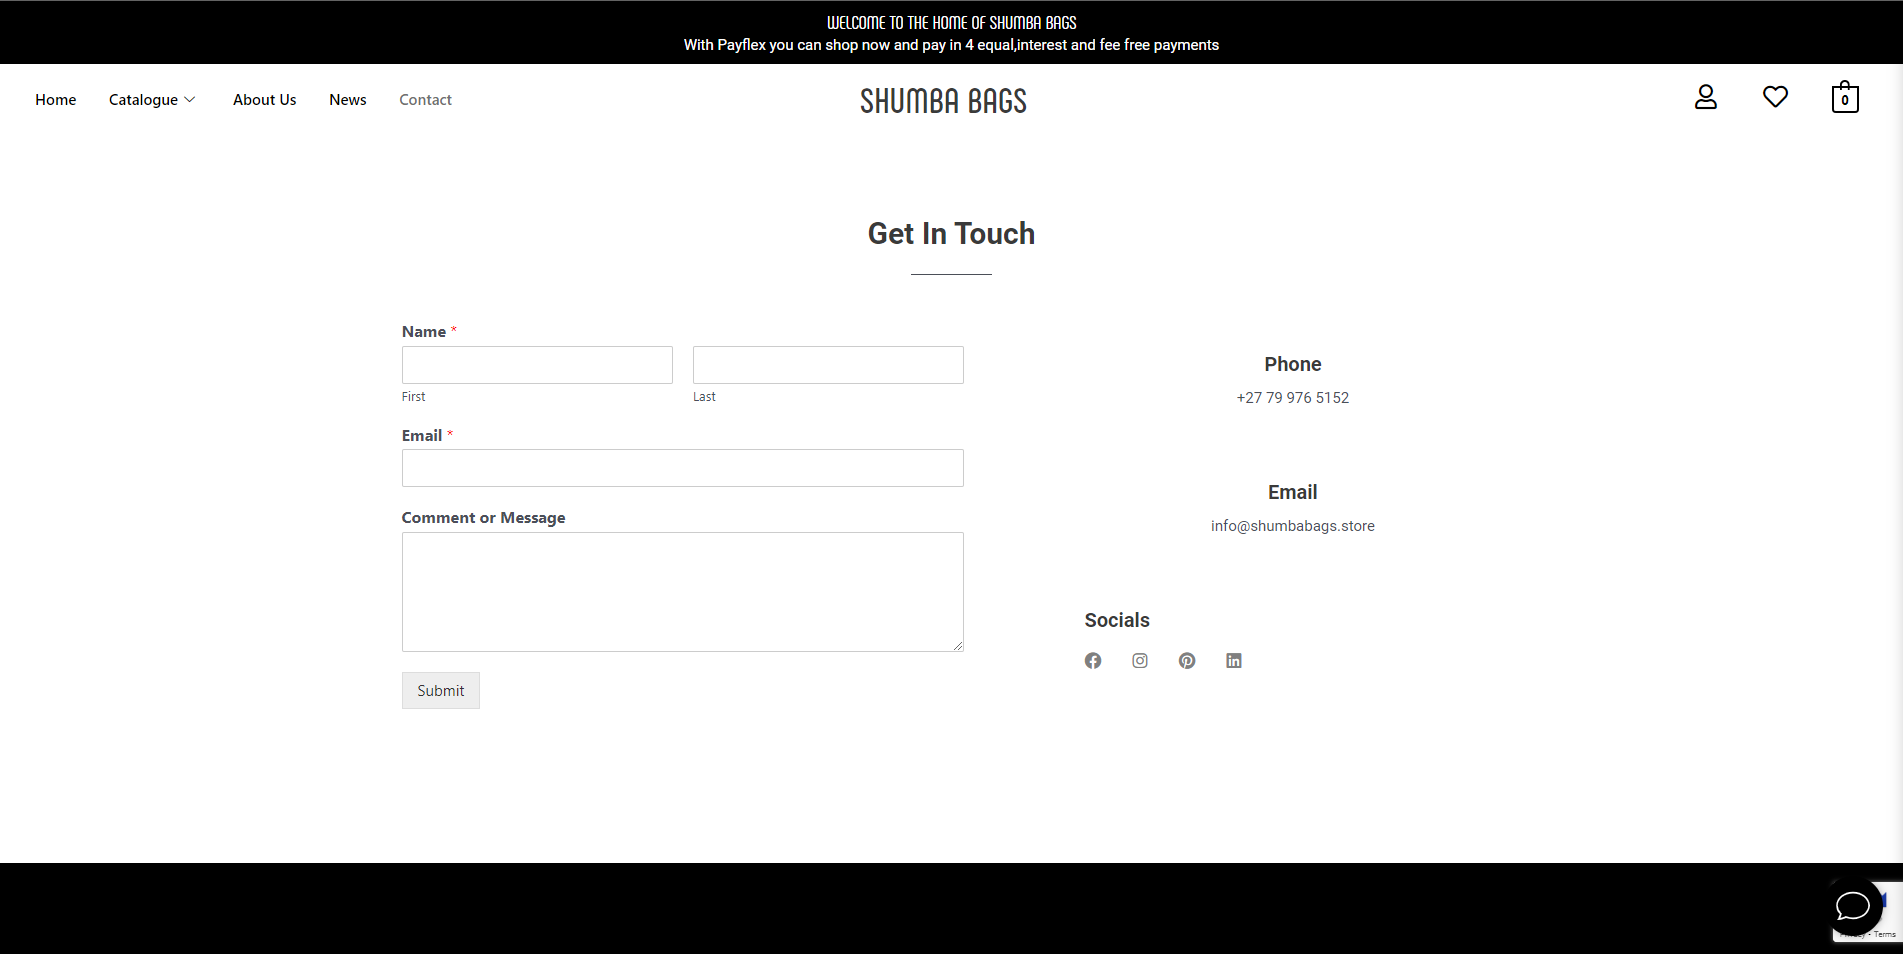 WELCOME TO THE HOME OF SHUMBA BAGS
With Payflex you can shop now and pay in 4 equal,interest and fee free payments
Home Catalogue About Us News Contact
SHUMBA BAGS
0
Get In Touch
Name *
First Last
Email *
Comment or Message
Submit
Phone
+27 79 976 5152
Email
info@shumbabags.store
Socials
- Terms